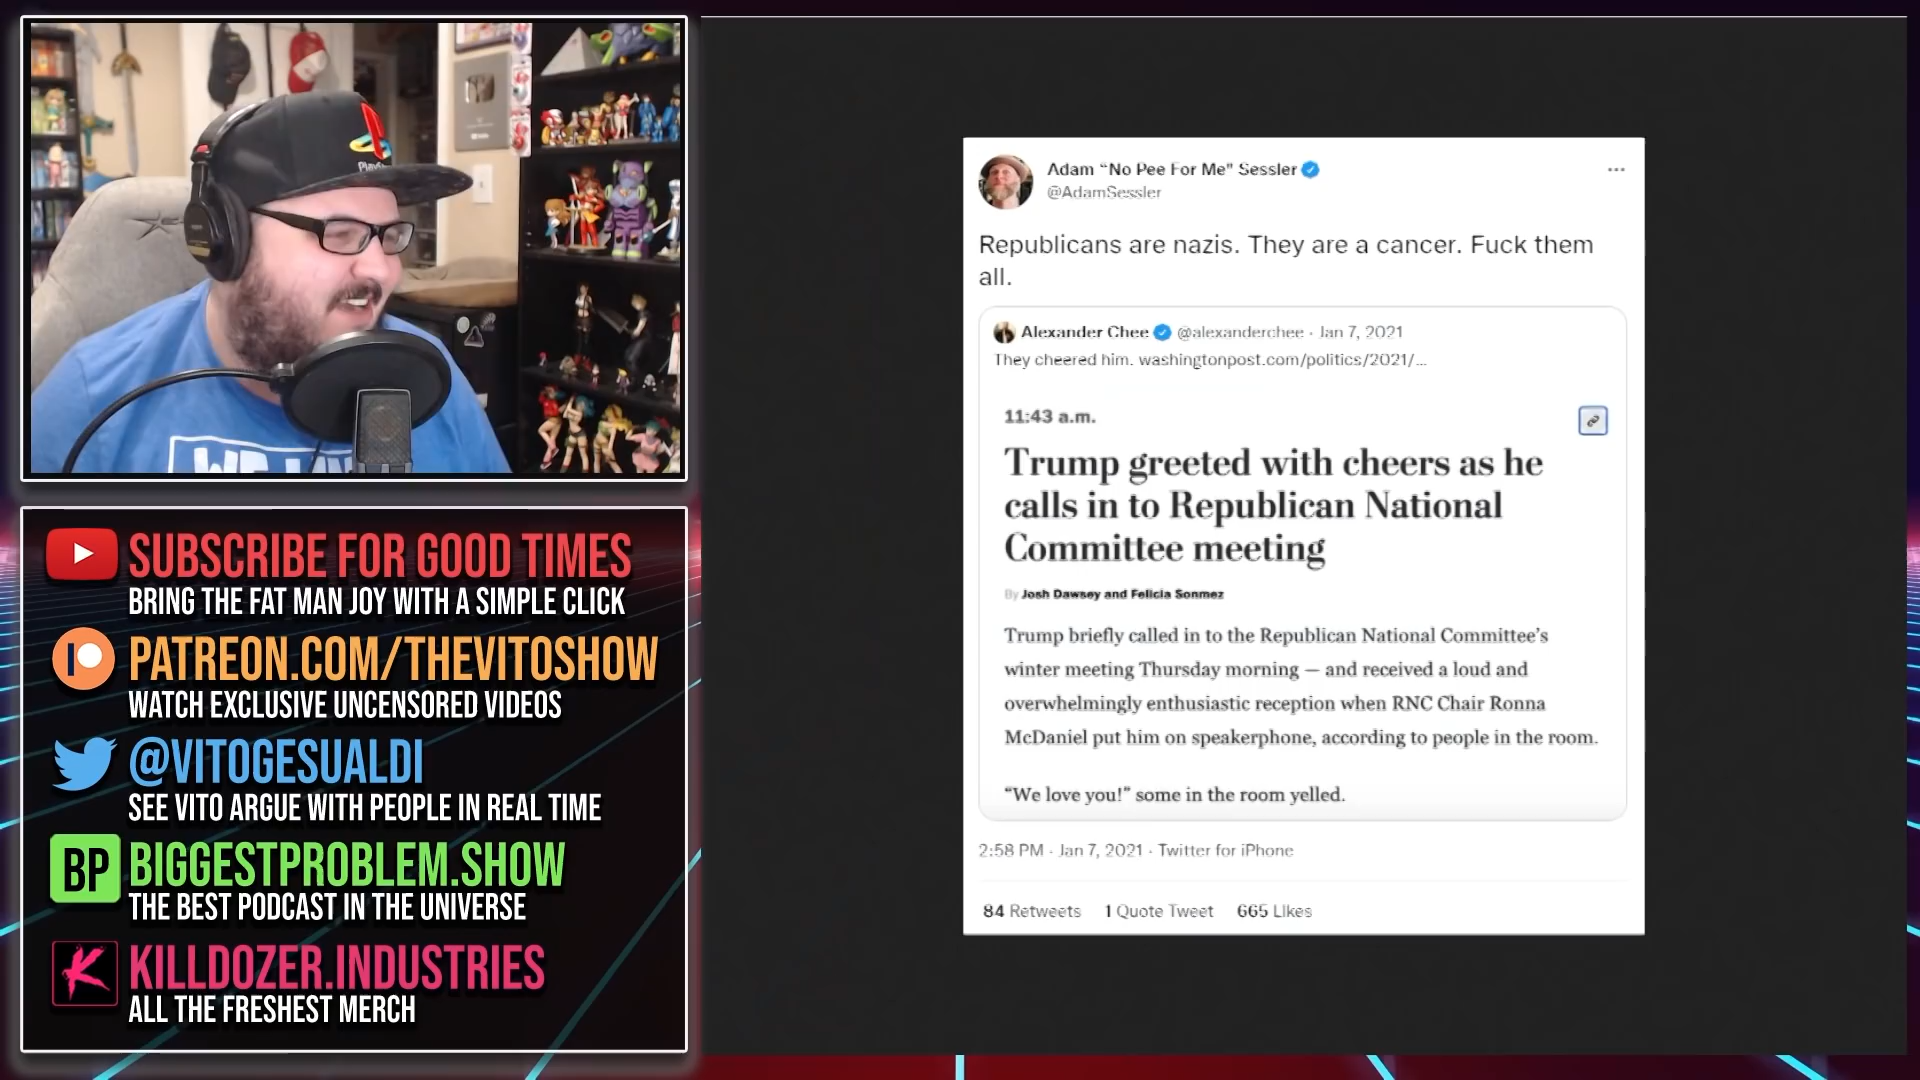 PlayS
WE
SUBSCRIBE FOR GOOD TIMES
BRING THE FAT MAN JOY WITH A SIMPLE CLICK
PATREON.COM/THEVITOSHOW
WATCH EXCLUSIVE UNCENSORED VIDEOS
@VITOGESUALDI
SEE VITO ARGUE WITH PEOPLE IN REAL TIME
BP
BIGGESTPROBLEM.SHOW
THE BEST PODCAST IN THE UNIVERSE
K
KILLDOZER.INDUSTRIES
ALL THE FRESHEST MERCH
Adam “No Pee For Me” Sessler
@AdamSessler
Republicans are nazis. They are a cancer. Fuck them
all.
Alexander Chee @alexanderchee · Jan 7, 2021
They cheered him. washingtonpost.com/politics/2021/...
11:43 a.m.
Trump greeted with cheers as he
calls in to Republican National
Committee meeting
By Josh Dawsey and Felicia Sonmez
Trump briefly called in to the Republican National Committee’s
winter meeting Thursday morning — and received a loud and
overwhelmingly enthusiastic reception when RNC Chair Ronna
McDaniel put him on speakerphone, according to people in the room.
“We love you!” some in the room yelled.
2:58 PM · Jan 7, 2021 · Twitter for iPhone
84 Retweets 1 Quote Tweet 665 Likes